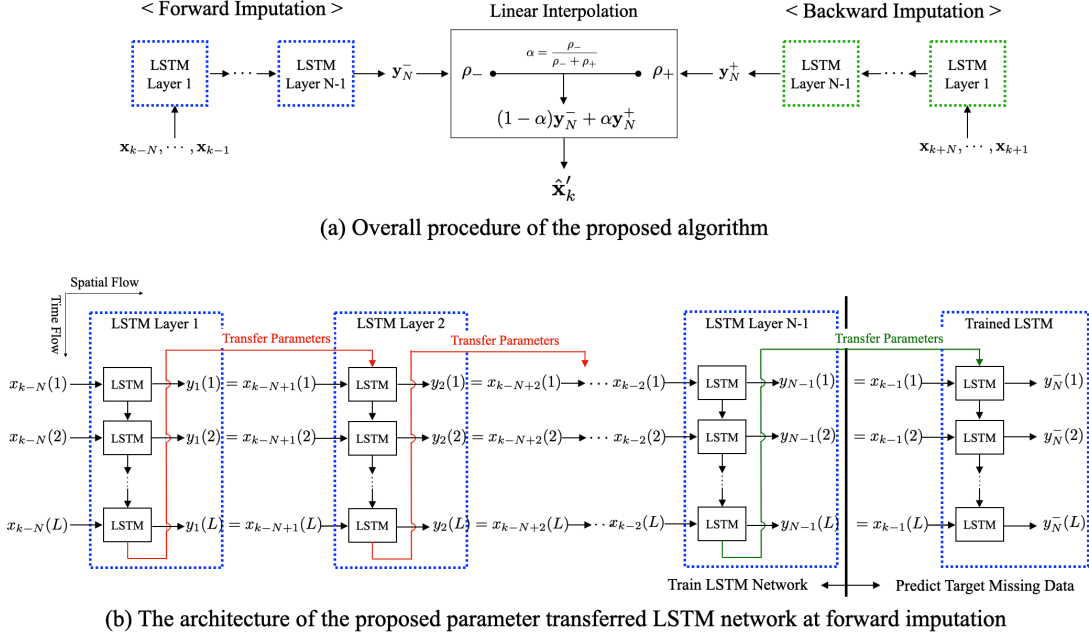 < Forward Imputation >
Linear Interpolation
< Backward Imputation >
LSTM
Layer 1
···
LSTM
Layer N-1
y_N^-
ρ_-
α = ρ_- / (ρ_- + ρ_+)
ρ_+
y_N^+
LSTM
Layer N-1
···
LSTM
Layer 1
(1 − α)y_N^- + αy_N^+
x_{k−N}, ··· , x_{k−1}
x_{k+N}, ··· , x_{k+1}
x̂′_k
(a) Overall procedure of the proposed algorithm
Spatial Flow
Time Flow
LSTM Layer 1
Transfer Parameters
LSTM Layer 2
Transfer Parameters
LSTM Layer N-1
Transfer Parameters
Trained LSTM
x_{k−N}(1) LSTM y_1(1) = x_{k−N+1}(1) LSTM y_2(1) = x_{k−N+2}(1) ··· x_{k−2}(1) LSTM y_{N−1}(1) = x_{k−1}(1) LSTM y_N^-(1)
x_{k−N}(2) LSTM y_1(2) = x_{k−N+1}(2) LSTM y_2(2) = x_{k−N+2}(2) ··· x_{k−2}(2) LSTM y_{N−1}(2) = x_{k−1}(2) LSTM y_N^-(2)
x_{k−N}(L) LSTM y_1(L) = x_{k−N+1}(L) LSTM y_2(L) = x_{k−N+2}(L) ··· x_{k−2}(L) LSTM y_{N−1}(L) = x_{k−1}(L) LSTM y_N^-(L)
Train LSTM Network
Predict Target Missing Data
(b) The architecture of the proposed parameter transferred LSTM network at forward imputation